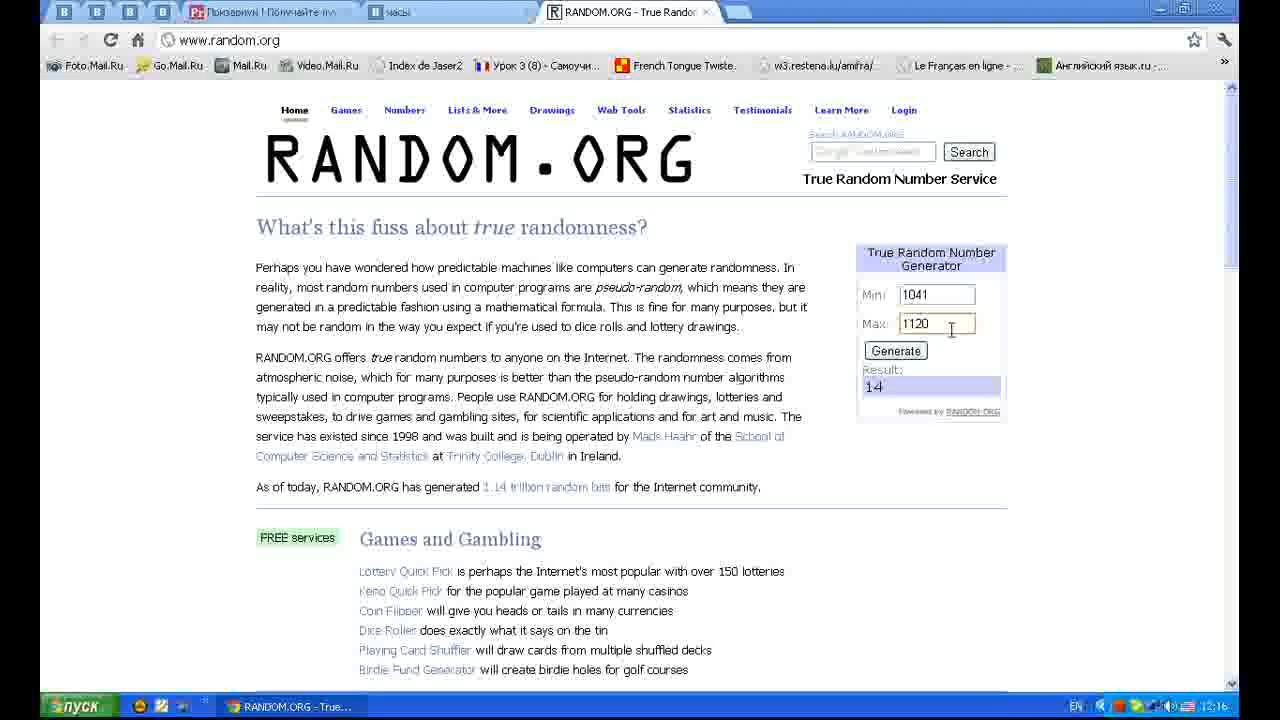 B B B B Призариум! | Получайте пул часы RANDOM.ORG - True Randor
www.random.org
Foto.Mail.Ru Go.Mail.Ru Mail.Ru Video.Mail.Ru Index de Jaser2 Урок 3 (8) - Самоучи... French Tongue Twiste... w3.restena.lu/amifra/... Le Français en ligne - ... Английский язык.ru - ... »
Home Games Numbers Lists & More Drawings Web Tools Statistics Testimonials Learn More Login
RANDOM.ORG
Search RANDOM.ORG
Search
True Random Number Service
What's this fuss about true randomness?
Perhaps you have wondered how predictable machines like computers can generate randomness. In
reality, most random numbers used in computer programs are pseudo-random, which means they are
generated in a predictable fashion using a mathematical formula. This is fine for many purposes, but it
may not be random in the way you expect if you're used to dice rolls and lottery drawings.
RANDOM.ORG offers true random numbers to anyone on the Internet. The randomness comes from
atmospheric noise, which for many purposes is better than the pseudo-random number algorithms
typically used in computer programs. People use RANDOM.ORG for holding drawings, lotteries and
sweepstakes, to drive games and gambling sites, for scientific applications and for art and music. The
service has existed since 1998 and was built and is being operated by Mads Haahr of the School of
Computer Science and Statistics at Trinity College, Dublin in Ireland.
As of today, RANDOM.ORG has generated 1.14 trillion random bits for the Internet community.
True Random Number
Generator
Min: 1041
Max: 1120
Generate
Result:
14
Powered by RANDOM.ORG
FREE services
Games and Gambling
Lottery Quick Pick is perhaps the Internet's most popular with over 150 lotteries
Keno Quick Pick for the popular game played at many casinos
Coin Flipper will give you heads or tails in many currencies
Dice Roller does exactly what it says on the tin
Playing Card Shuffler will draw cards from multiple shuffled decks
Birdie Fund Generator will create birdie holes for golf courses
пуск RANDOM.ORG - True... EN 12:16